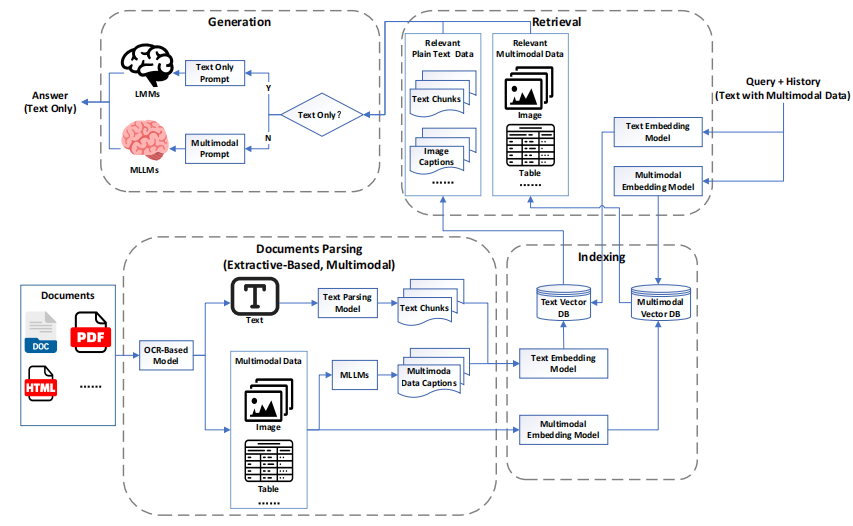 Generation
Text Only
Prompt
LMMs
Answer
(Text Only)
Y
Text Only ?
N
Multimodal
Prompt
MLLMs
Retrieval
Relevant
Plain Text Data
Text Chunks
Image
Captions
......
Relevant
Multimodal Data
Image
Table
......
Query + History
(Text with Multimodal Data)
Text Embedding
Model
Multimodal
Embedding Model
Documents Parsing
(Extractive-Based, Multimodal)
Documents
DOC
PDF
HTML
......
OCR-Based
Model
T
Text
Text Parsing
Model
Text Chunks
Multimodal Data
Image
Table
......
MLLMs
Multimoda
Data Captions
Indexing
Text Vector
DB
Multimodal
Vector DB
Text Embedding
Model
Multimodal
Embedding Model